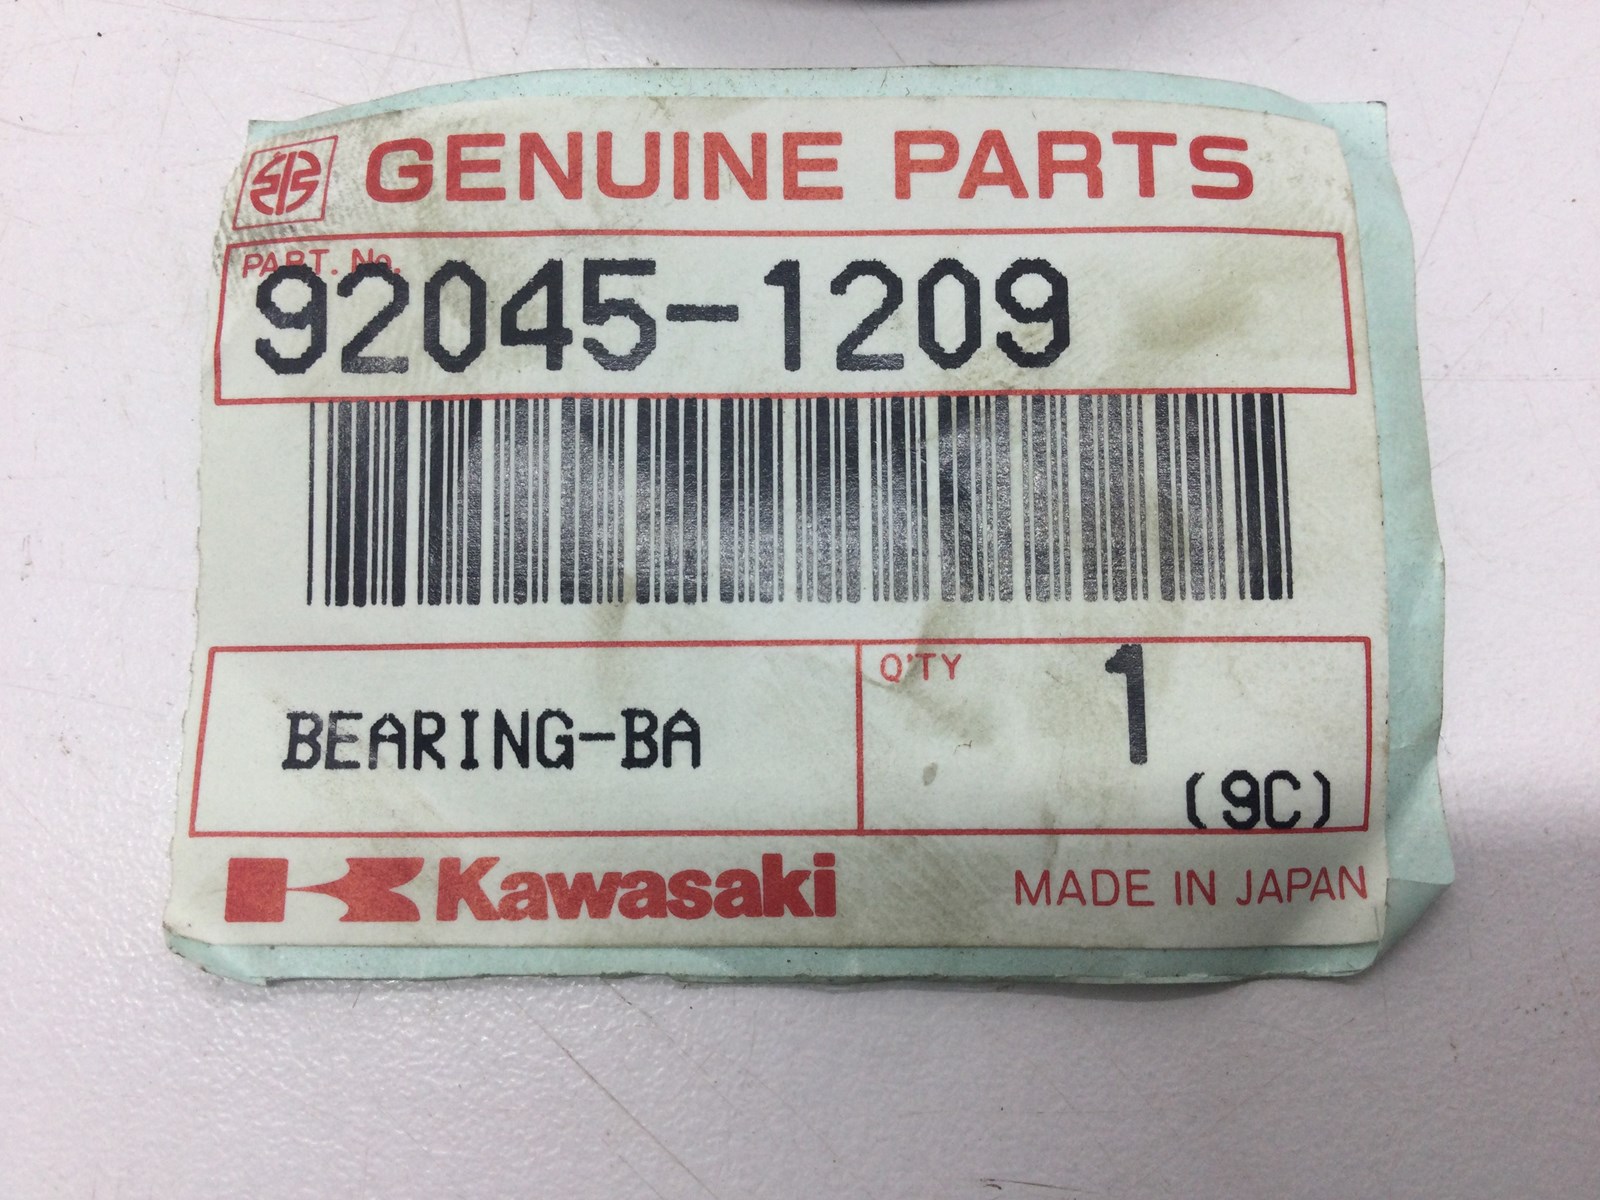 GENUINE PARTS
PART. No.
92045-1209
BEARING-BA
Q'TY
1
(9C)
Kawasaki
MADE IN JAPAN